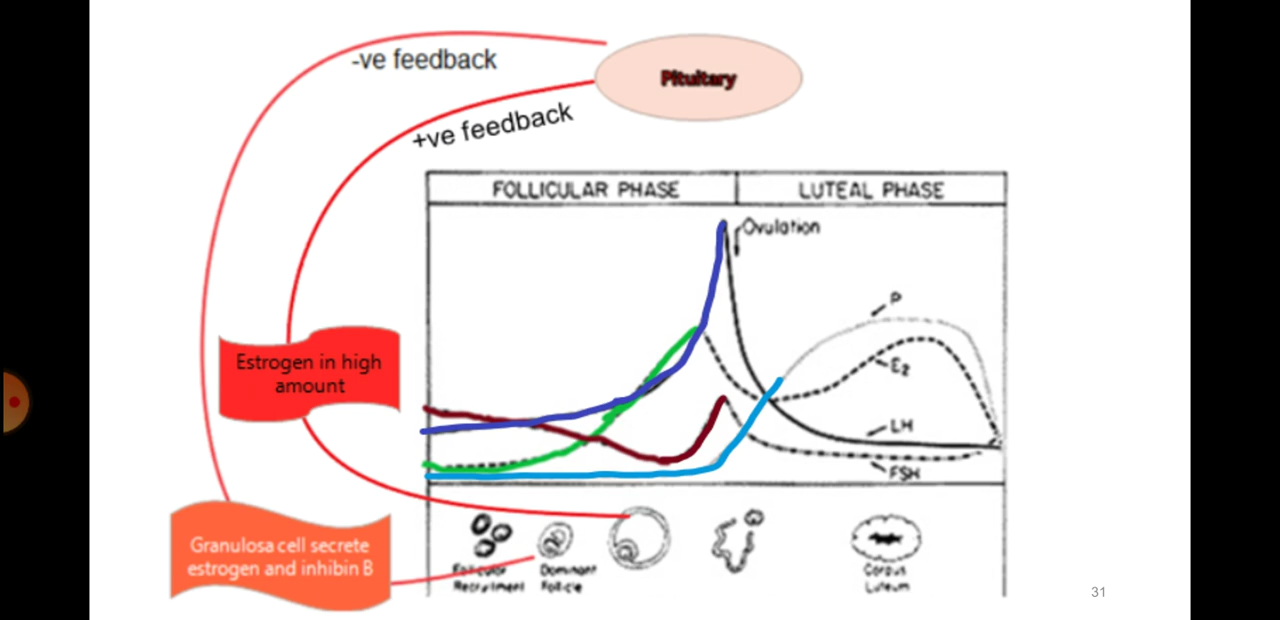 -ve feedback
Pituitary
+ve feedback
FOLLICULAR PHASE
LUTEAL PHASE
Ovulation
P
E2
LH
FSH
Estrogen in high
amount
Granulosa cell secrete
estrogen and inhibin B
Follicular
Recruitment
Dominant
Follicle
Corpus
Luteum
31